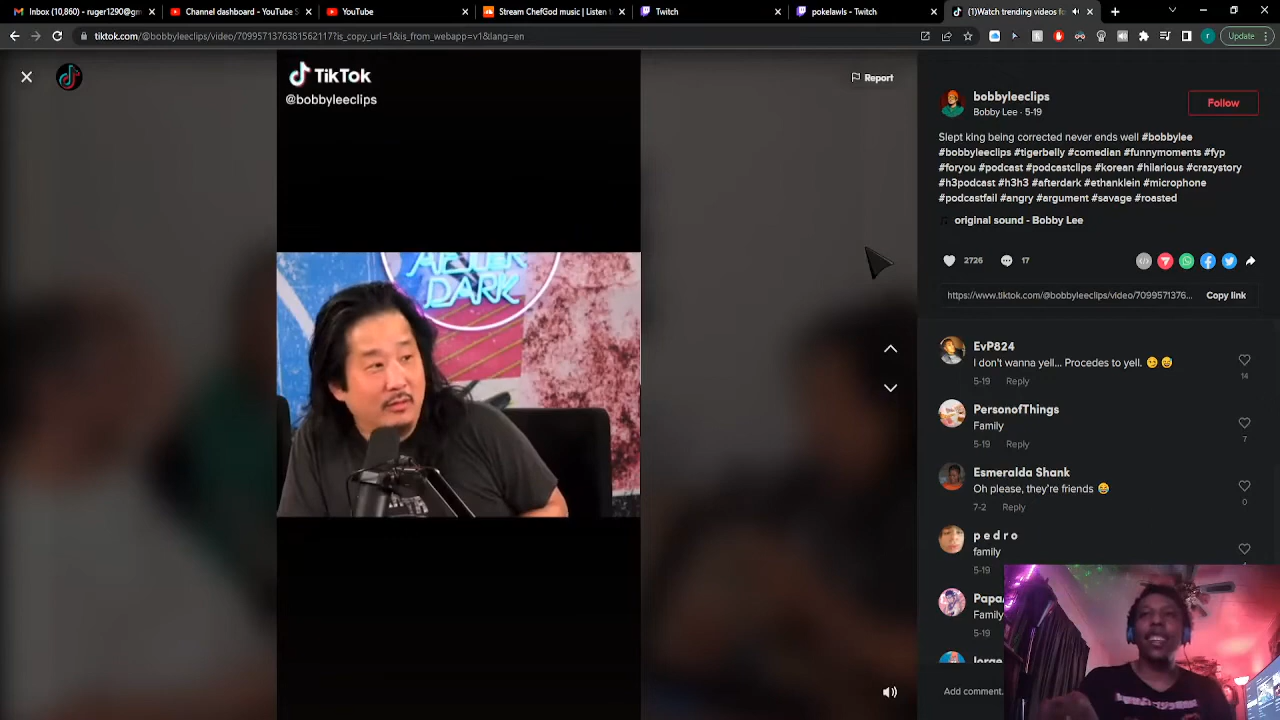 Inbox (10,860) - ruger1290@gm
Channel dashboard - YouTube S
YouTube
Stream ChefGod music | Listen t
Twitch
pokelawls - Twitch
(1)Watch trending videos fo
tiktok.com/@bobbyleeclips/video/7099571376381562117?is_copy_url=1&is_from_webapp=v1&lang=en
r
Update
TikTok
@bobbyleeclips
Report
AFTER
DARK
bobbyleeclips
Bobby Lee · 5-19
Follow
Slept king being corrected never ends well #bobbylee
#bobbyleeclips #tigerbelly #comedian #funnymoments #fyp
#foryou #podcast #podcastclips #korean #hilarious #crazystory
#h3podcast #h3h3 #afterdark #ethanklein #microphone
#podcastfail #angry #argument #savage #roasted
original sound - Bobby Lee
2726
17
https://www.tiktok.com/@bobbyleeclips/video/7099571376...
Copy link
EvP824
I don't wanna yell... Procedes to yell. 😉 😄
5-19 Reply
14
PersonofThings
Family
5-19 Reply
7
Esmeralda Shank
Oh please, they're friends 😆
7-2 Reply
0
p e d r o
family
5-19
Papa
Family
5-19
Jorge
Add comment.